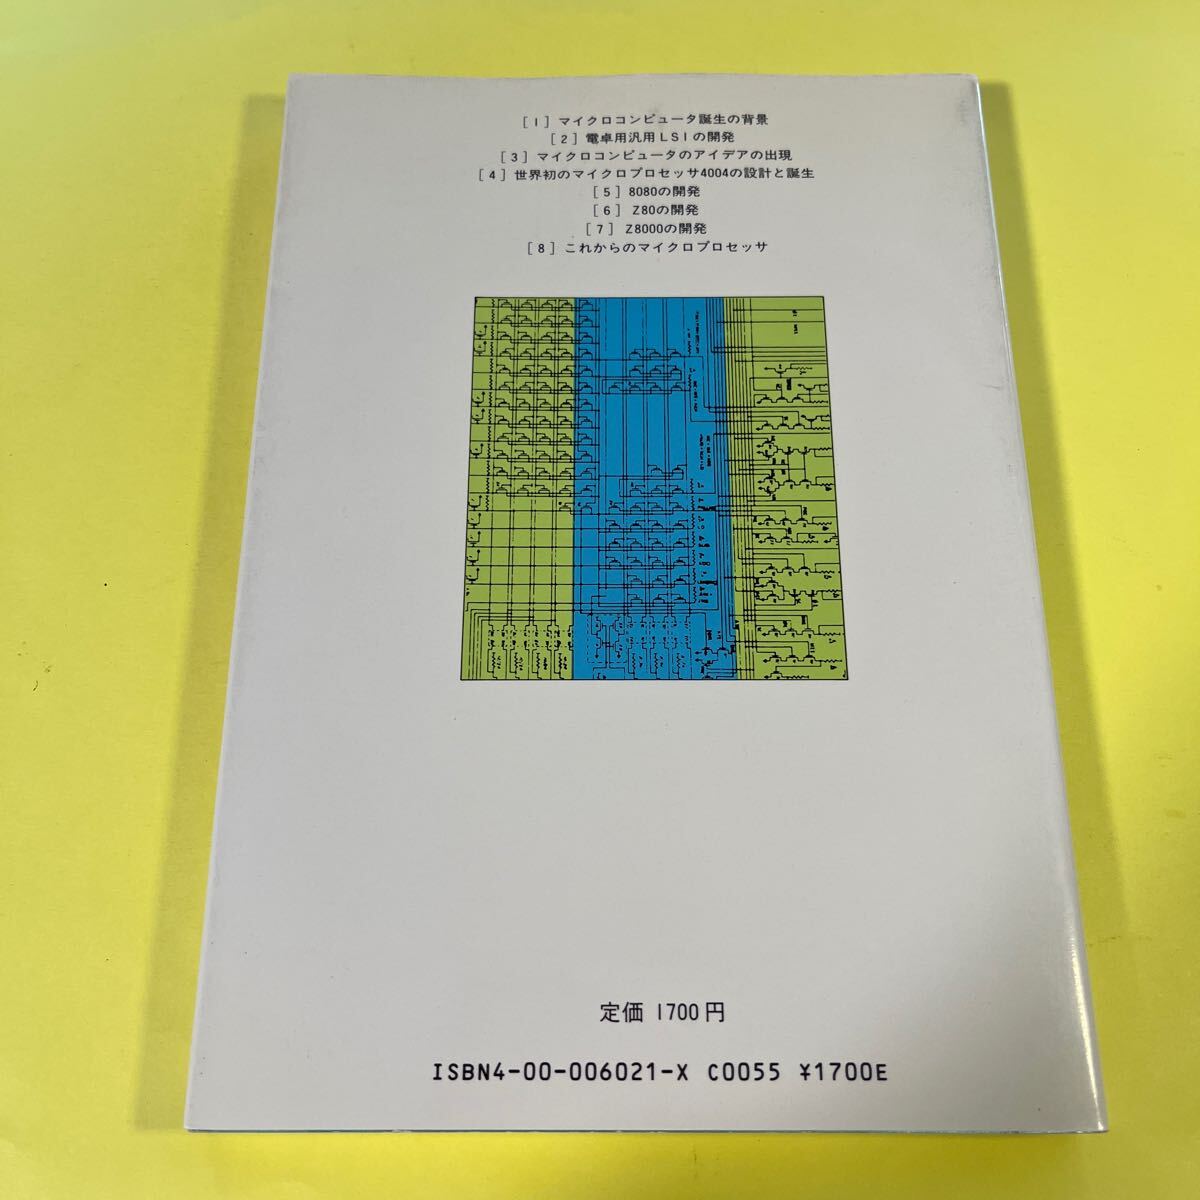 [1] マイクロコンピュータ誕生の背景
[2] 電卓用汎用LSIの開発
[3] マイクロコンピュータのアイデアの出現
[4] 世界初のマイクロプロセッサ4004の設計と誕生
[5] 8080の開発
[6] Z80の開発
[7] Z8000の開発
[8] これからのマイクロプロセッサ
定価 1700円
ISBN4-00-006021-X C0055 ¥1700E